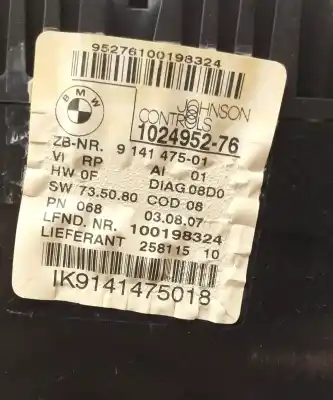 95276100198324
BMW
JOHNSON
CONTROLS
1024952-76
ZB-NR. 9 141 475-01
VI RP AI 01
HW 0F DIAG 08D0
SW 73.50.80 COD 08
PN 068 03.08.07
LFND. NR. 100198324
LIEFERANT 258115 10
IK9141475018